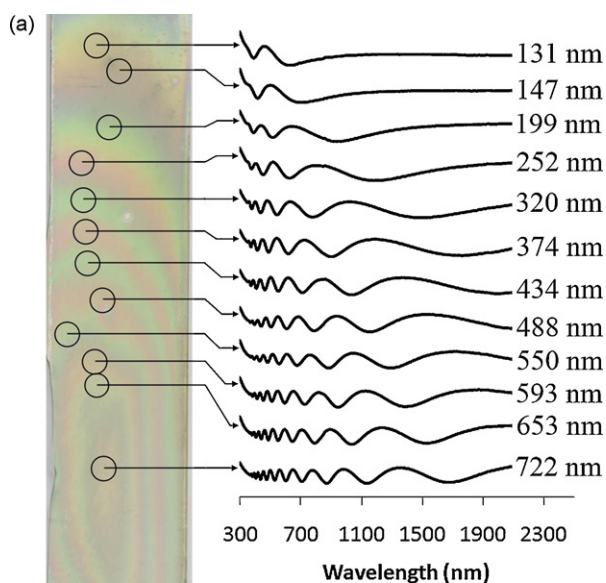 (a)
131 nm
147 nm
199 nm
252 nm
320 nm
374 nm
434 nm
488 nm
550 nm
593 nm
653 nm
722 nm
300 700 1100 1500 1900 2300
Wavelength (nm)